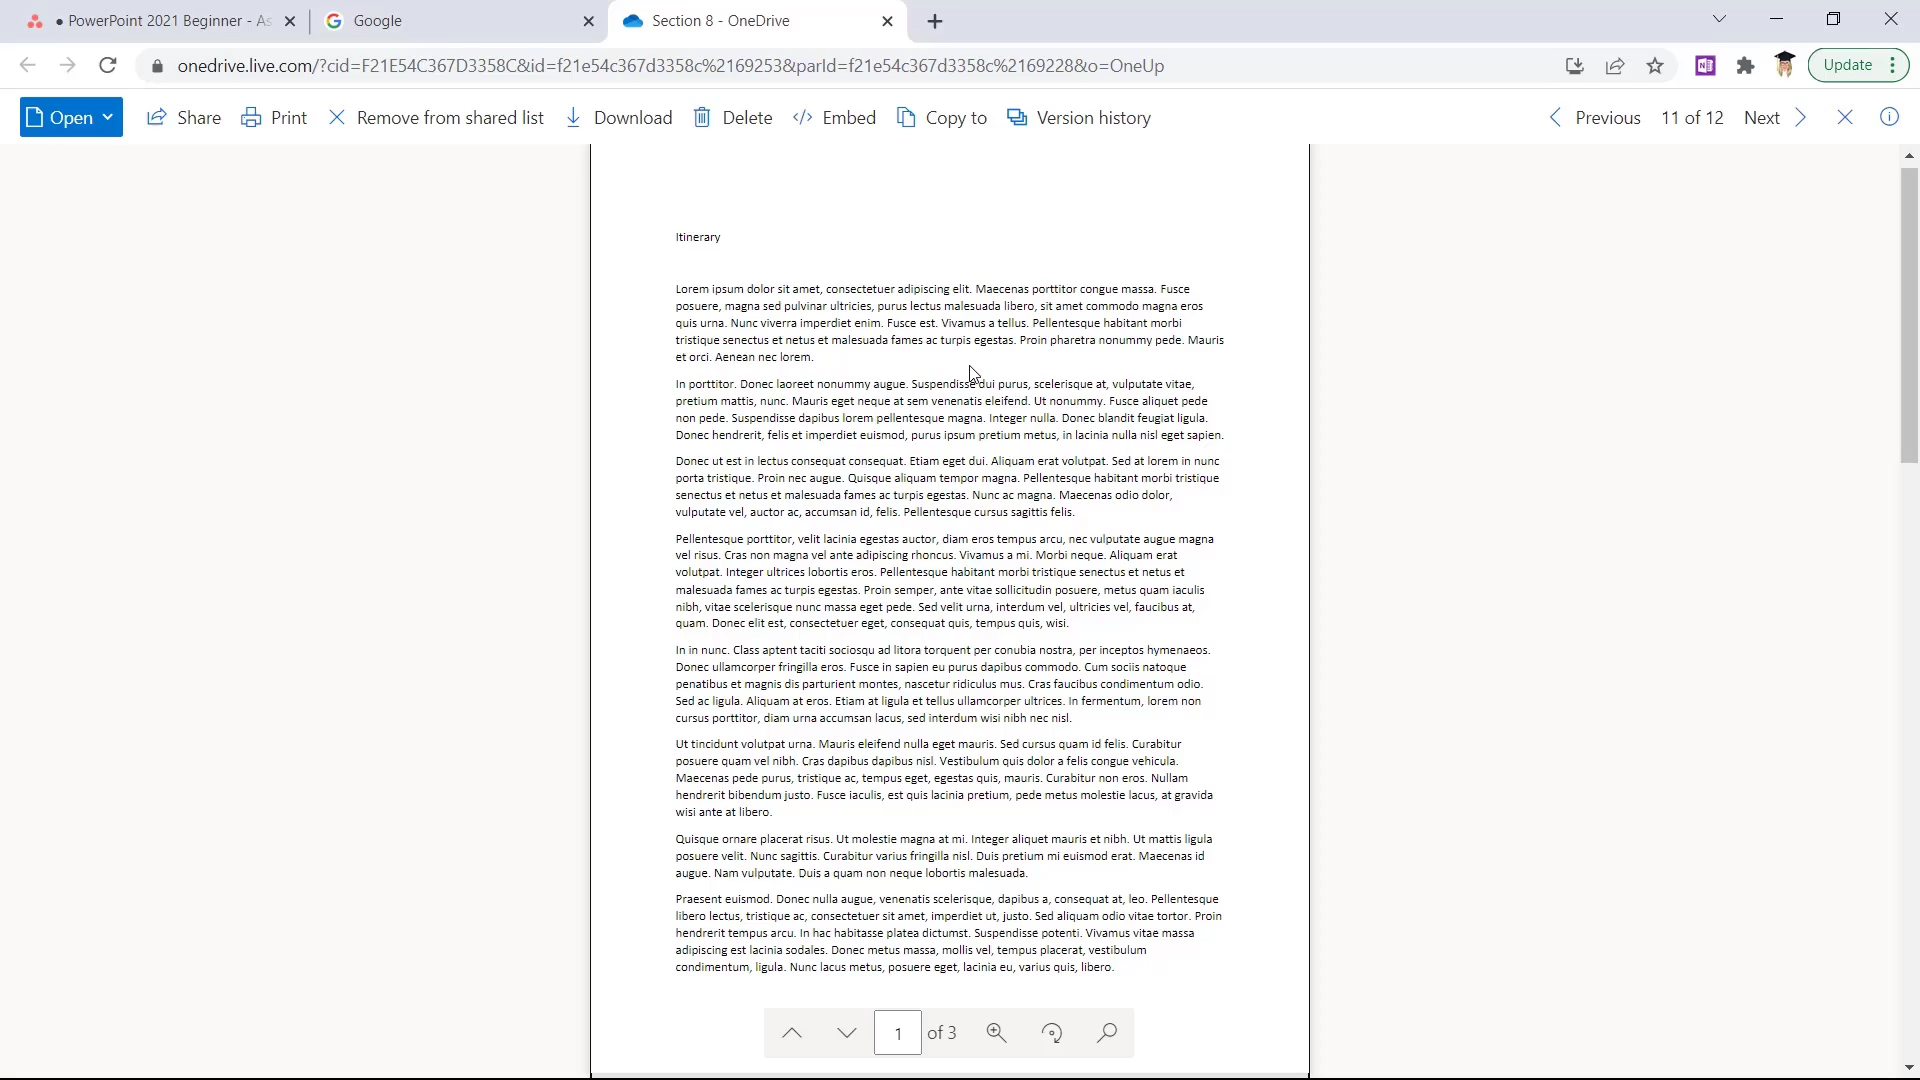 • PowerPoint 2021 Beginner - As
Google
Section 8 - OneDrive
onedrive.live.com/?cid=F21E54C367D3358C&id=f21e54c367d3358c%2169253&parId=f21e54c367d3358c%2169228&o=OneUp
Update
Open
Share
Print
Remove from shared list
Download
Delete
Embed
Copy to
Version history
Previous
11 of 12
Next
Itinerary
Lorem ipsum dolor sit amet, consectetuer adipiscing elit. Maecenas porttitor congue massa. Fusce
posuere, magna sed pulvinar ultricies, purus lectus malesuada libero, sit amet commodo magna eros
quis urna. Nunc viverra imperdiet enim. Fusce est. Vivamus a tellus. Pellentesque habitant morbi
tristique senectus et netus et malesuada fames ac turpis egestas. Proin pharetra nonummy pede. Mauris
et orci. Aenean nec lorem.
In porttitor. Donec laoreet nonummy augue. Suspendisse dui purus, scelerisque at, vulputate vitae,
pretium mattis, nunc. Mauris eget neque at sem venenatis eleifend. Ut nonummy. Fusce aliquet pede
non pede. Suspendisse dapibus lorem pellentesque magna. Integer nulla. Donec blandit feugiat ligula.
Donec hendrerit, felis et imperdiet euismod, purus ipsum pretium metus, in lacinia nulla nisl eget sapien.
Donec ut est in lectus consequat consequat. Etiam eget dui. Aliquam erat volutpat. Sed at lorem in nunc
porta tristique. Proin nec augue. Quisque aliquam tempor magna. Pellentesque habitant morbi tristique
senectus et netus et malesuada fames ac turpis egestas. Nunc ac magna. Maecenas odio dolor,
vulputate vel, auctor ac, accumsan id, felis. Pellentesque cursus sagittis felis.
Pellentesque porttitor, velit lacinia egestas auctor, diam eros tempus arcu, nec vulputate augue magna
vel risus. Cras non magna vel ante adipiscing rhoncus. Vivamus a mi. Morbi neque. Aliquam erat
volutpat. Integer ultrices lobortis eros. Pellentesque habitant morbi tristique senectus et netus et
malesuada fames ac turpis egestas. Proin semper, ante vitae sollicitudin posuere, metus quam iaculis
nibh, vitae scelerisque nunc massa eget pede. Sed velit urna, interdum vel, ultricies vel, faucibus at,
quam. Donec elit est, consectetuer eget, consequat quis, tempus quis, wisi.
In in nunc. Class aptent taciti sociosqu ad litora torquent per conubia nostra, per inceptos hymenaeos.
Donec ullamcorper fringilla eros. Fusce in sapien eu purus dapibus commodo. Cum sociis natoque
penatibus et magnis dis parturient montes, nascetur ridiculus mus. Cras faucibus condimentum odio.
Sed ac ligula. Aliquam at eros. Etiam at ligula et tellus ullamcorper ultrices. In fermentum, lorem non
cursus porttitor, diam urna accumsan lacus, sed interdum wisi nibh nec nisl.
Ut tincidunt volutpat urna. Mauris eleifend nulla eget mauris. Sed cursus quam id felis. Curabitur
posuere quam vel nibh. Cras dapibus dapibus nisl. Vestibulum quis dolor a felis congue vehicula.
Maecenas pede purus, tristique ac, tempus eget, egestas quis, mauris. Curabitur non eros. Nullam
hendrerit bibendum justo. Fusce iaculis, est quis lacinia pretium, pede metus molestie lacus, at gravida
wisi ante at libero.
Quisque ornare placerat risus. Ut molestie magna at mi. Integer aliquet mauris et nibh. Ut mattis ligula
posuere velit. Nunc sagittis. Curabitur varius fringilla nisl. Duis pretium mi euismod erat. Maecenas id
augue. Nam vulputate. Duis a quam non neque lobortis malesuada.
Praesent euismod. Donec nulla augue, venenatis scelerisque, dapibus a, consequat at, leo. Pellentesque
libero lectus, tristique ac, consectetuer sit amet, imperdiet ut, justo. Sed aliquam odio vitae tortor. Proin
hendrerit tempus arcu. In hac habitasse platea dictumst. Suspendisse potenti. Vivamus vitae massa
adipiscing est lacinia sodales. Donec metus massa, mollis vel, tempus placerat, vestibulum
condimentum, ligula. Nunc lacus metus, posuere eget, lacinia eu, varius quis, libero.
1 of 3